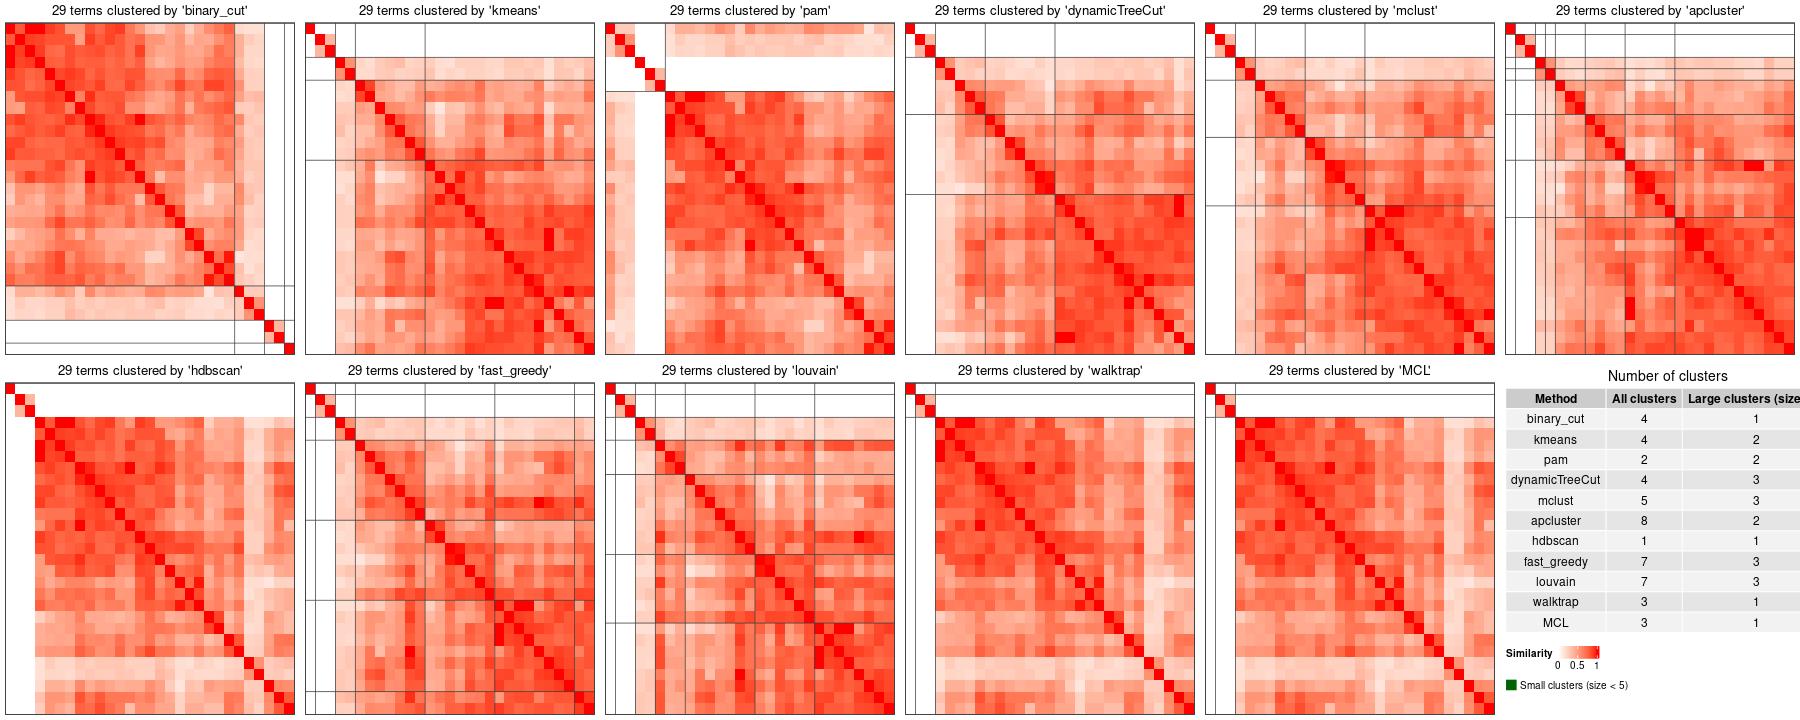 29 terms clustered by 'binary_cut'
29 terms clustered by 'kmeans'
29 terms clustered by 'pam'
29 terms clustered by 'dynamicTreeCut'
29 terms clustered by 'mclust'
29 terms clustered by 'apcluster'
29 terms clustered by 'hdbscan'
29 terms clustered by 'fast_greedy'
29 terms clustered by 'louvain'
29 terms clustered by 'walktrap'
29 terms clustered by 'MCL'
Number of clusters
Method All clusters Large clusters (size
binary_cut 4 1
kmeans 4 2
pam 2 2
dynamicTreeCut 4 3
mclust 5 3
apcluster 8 2
hdbscan 1 1
fast_greedy 7 3
louvain 7 3
walktrap 3 1
MCL 3 1
Similarity
0 0.5 1
Small clusters (size < 5)